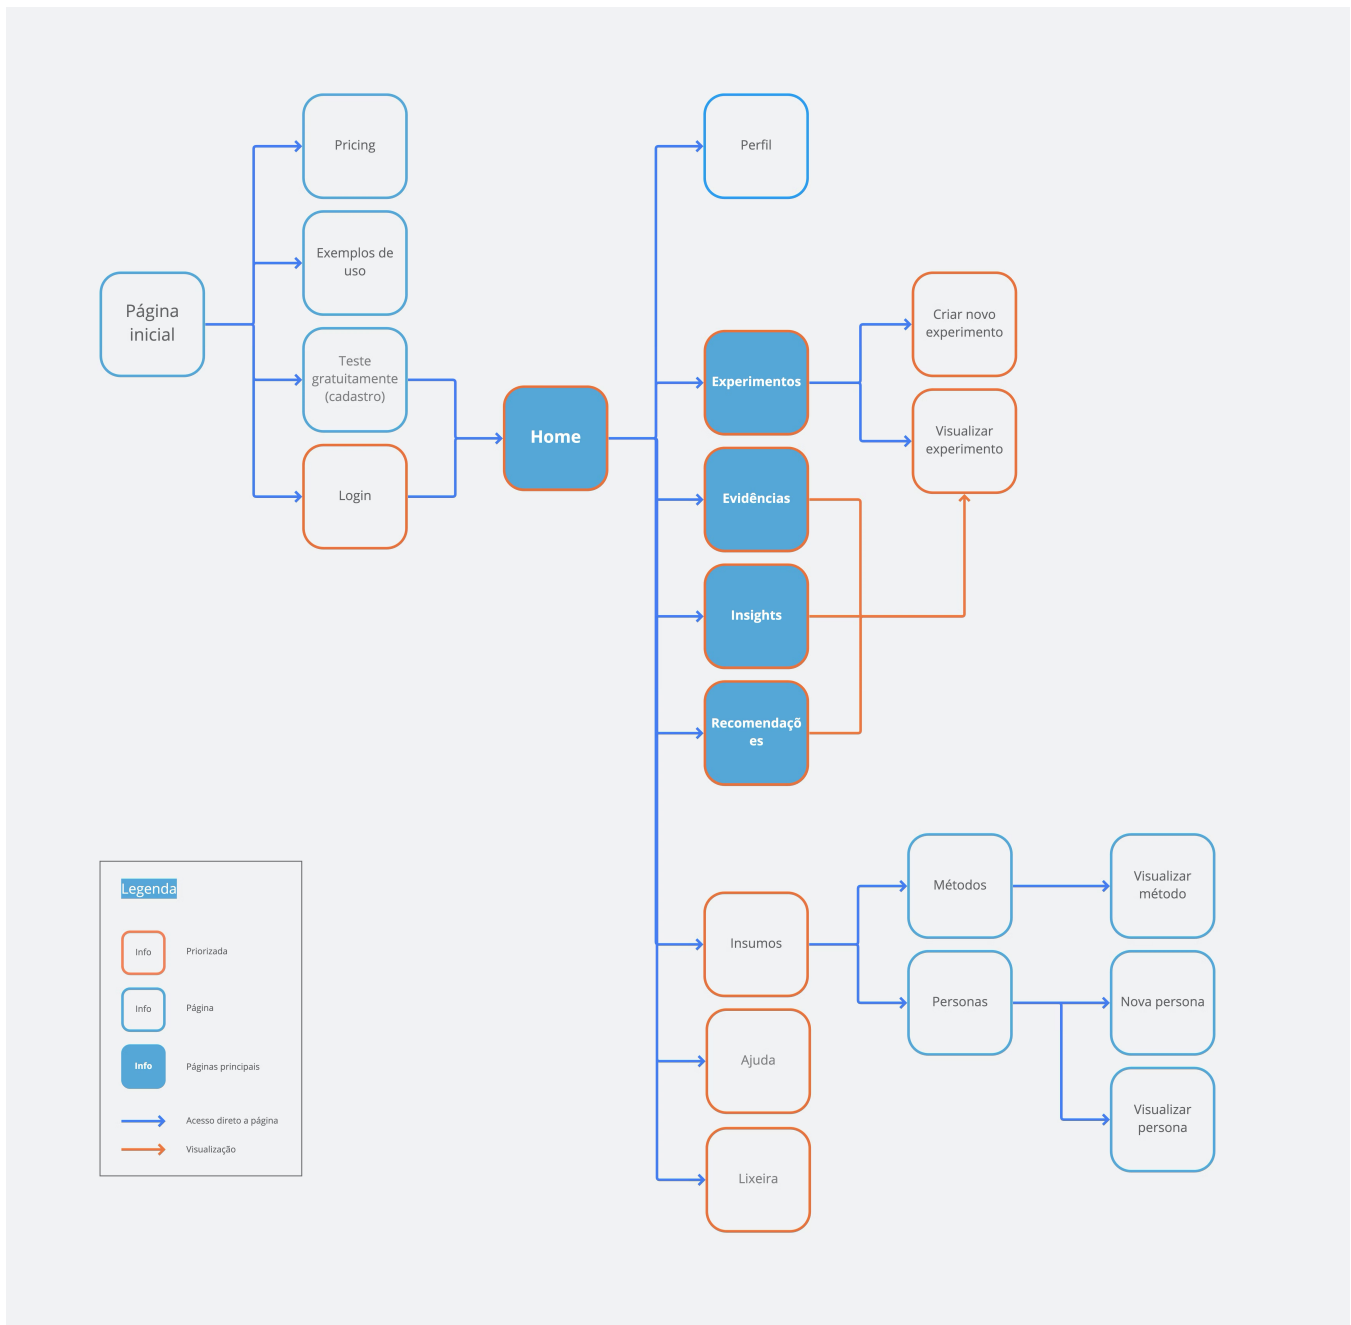 Pricing
Exemplos de
uso
Página
inicial
Teste
gratuitamente
(cadastro)
Login
Home
Perfil
Experimentos
Criar novo
experimento
Visualizar
experimento
Evidências
Insights
Recomendaçõ
es
Insumos
Métodos
Visualizar
método
Personas
Nova persona
Visualizar
persona
Ajuda
Lixeira
Legenda
Info
Priorizada
Info
Página
Info
Páginas principais
Acesso direto a página
Visualização